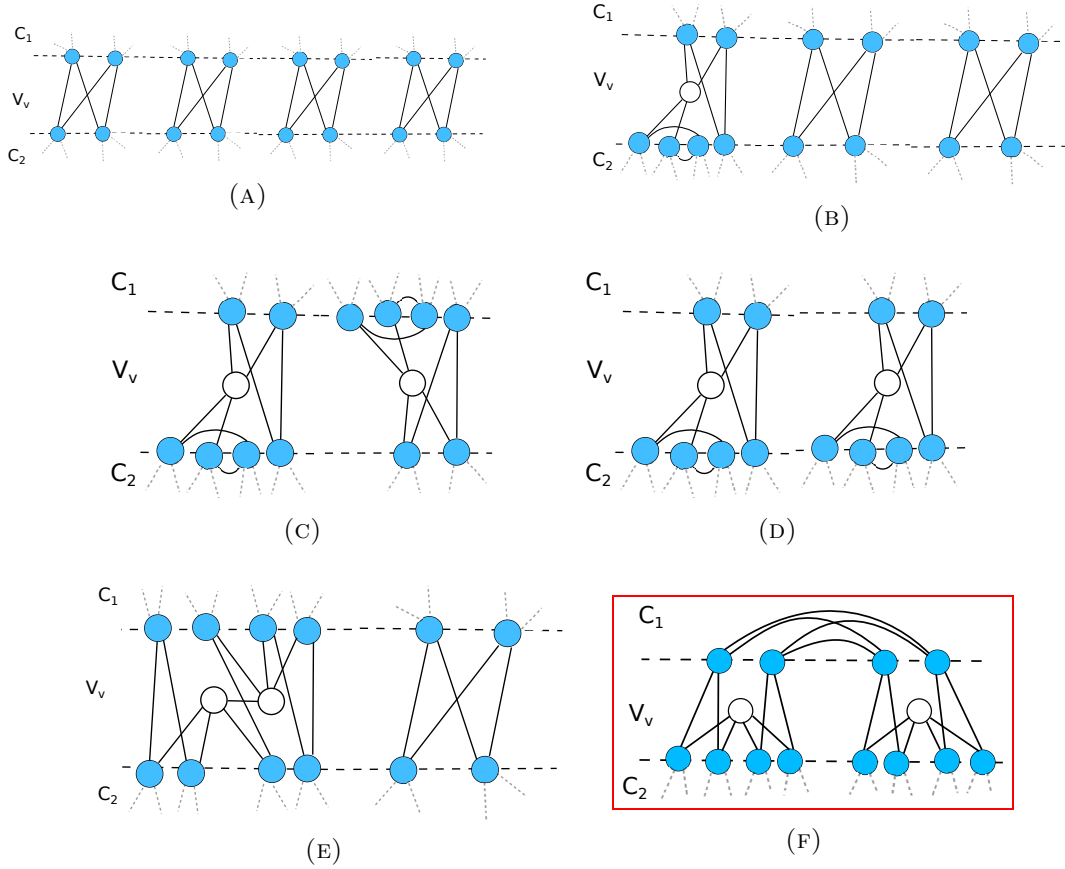 C₁
Vᵥ
C₂
(A)
C₁
Vᵥ
C₂
(B)
C₁
Vᵥ
C₂
(C)
C₁
Vᵥ
C₂
(D)
C₁
Vᵥ
C₂
(E)
C₁
Vᵥ
C₂
(F)